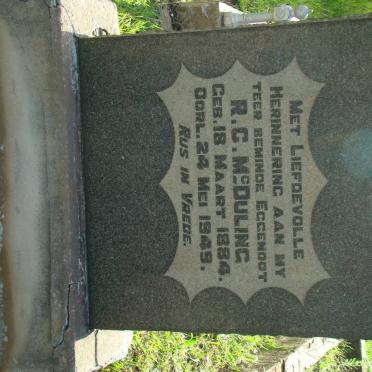 MET LIEFDEVOLLE
HERINNERING AAN MY
TEER BEMINDE EGGENOOT
R.C. McDULING
GEB. 18 MAART 1884.
OORL. 24 MEI 1949.
RUS IN VREDE.